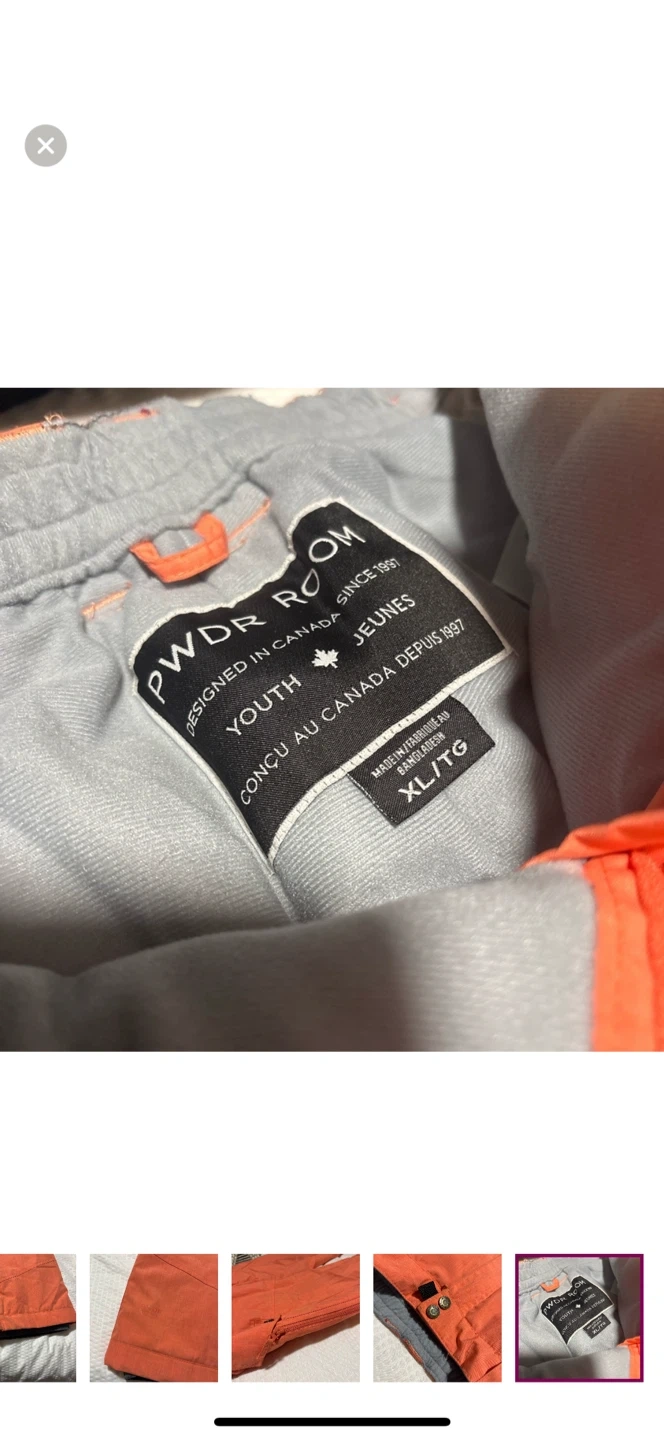 PWDR ROOM
DESIGNED IN CANADA SINCE 1997
YOUTH JEUNES
CONÇU AU CANADA DEPUIS 1997
MADE IN/FABRIQUE AU
BANGLADESH
XL/TG